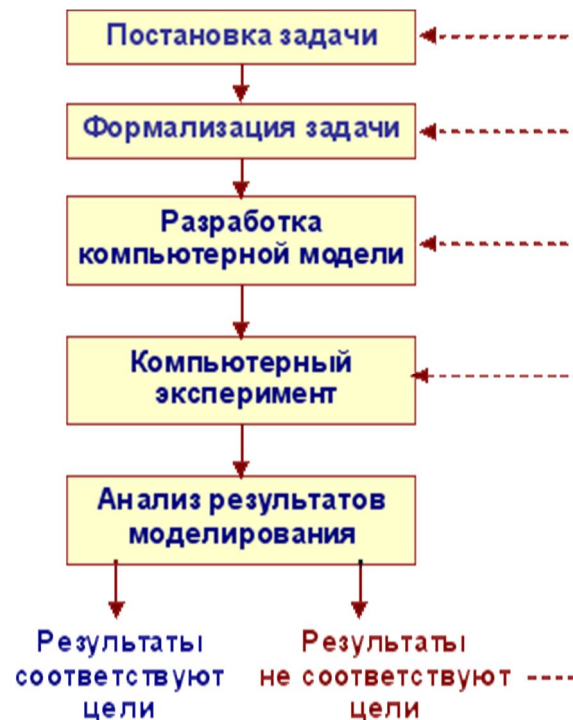 Постановка задачи
Формализация задачи
Разработка
компьютерной модели
Компьютерный
эксперимент
Анализ результатов
моделирования
Результаты
соответствуют
цели
Результаты
не соответствуют
цели